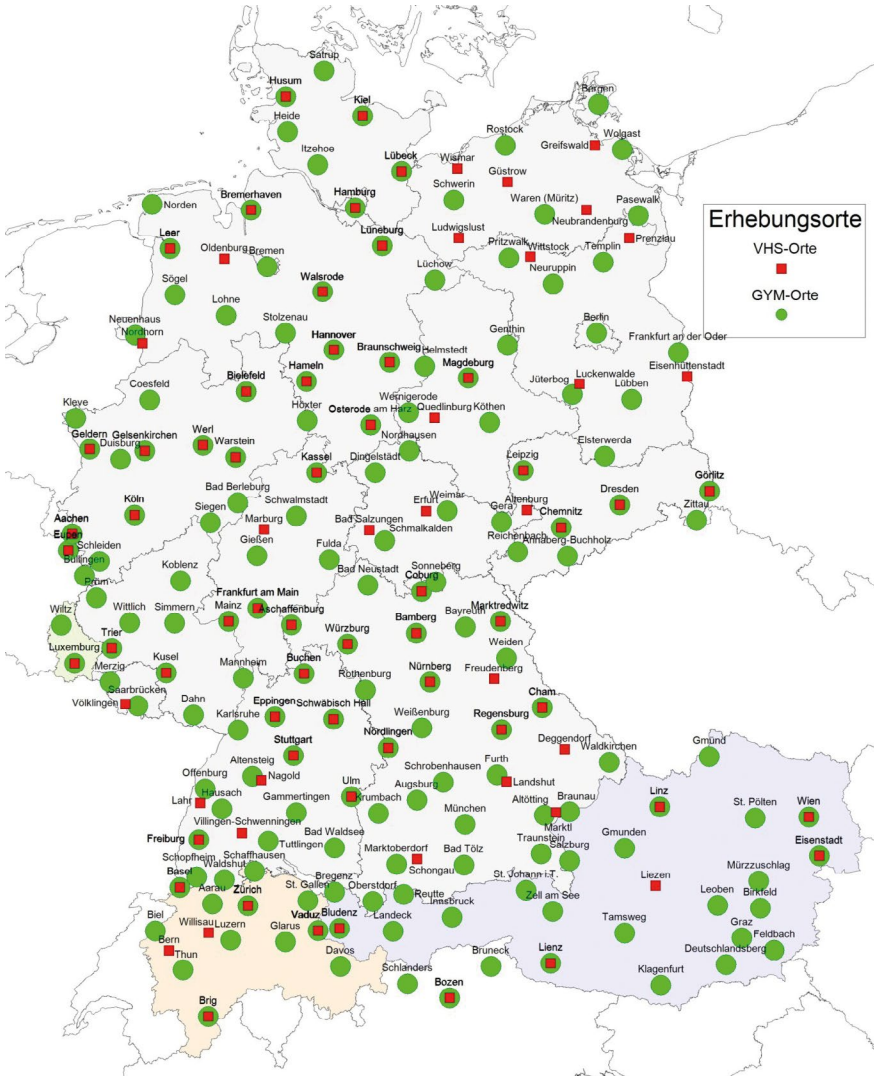 Satrup
Husum
Kiel
Bergen
Heide
Rostock
Wolgast
Greifswald
Itzehoe
Lübeck
Wismar
Güstrow
Schwerin
Bremerhaven
Hamburg
Waren (Müritz)
Pasewalk
Norden
Neubrandenburg
Erhebungsorte
Leer
Lüneburg
Ludwigslust
Prenzlau
Oldenburg
Bremen
Pritzwalk
Wittstock
Templin
VHS-Orte
Lüchow
Neuruppin
Sögel
Walsrode
GYM-Orte
Lohne
Neuenhaus
Stolzenau
Berlin
Nordhorn
Hannover
Genthin
Frankfurt an der Oder
Braunschweig
Helmstedt
Eisenhüttenstadt
Bielefeld
Hameln
Magdeburg
Luckenwalde
Coesfeld
Jüterbog
Lübben
Kleve
Höxter
Wernigerode
Osterode am Harz
Quedlinburg
Köthen
Geldern
Gelsenkirchen
Werl
Duisburg
Warstein
Nordhausen
Elsterwerda
Kassel
Dingelstädt
Leipzig
Görlitz
Bad Berleburg
Köln
Siegen
Schwalmstadt
Erfurt
Weimar
Altenburg
Dresden
Gera
Chemnitz
Zittau
Aachen
Marburg
Bad Salzungen
Schmalkalden
Eupen
Schleiden
Gießen
Reichenbach
Annaberg-Buchholz
Büllingen
Koblenz
Fulda
Bad Neustadt
Sonneberg
Prüm
Coburg
Frankfurt am Main
Wiltz
Wittlich
Simmern
Mainz
Aschaffenburg
Bamberg
Bayreuth
Marktredwitz
Trier
Würzburg
Luxemburg
Weiden
Merzig
Kusel
Mannheim
Buchen
Nürnberg
Freudenberg
Rothenburg
Saarbrücken
Völklingen
Dahn
Eppingen
Schwäbisch Hall
Cham
Karlsruhe
Weißenburg
Regensburg
Nördlingen
Stuttgart
Deggendorf
Gmünd
Waldkirchen
Altensteig
Schrobenhausen
Furth
Offenburg
Nagold
Landshut
Hausach
Ulm
Augsburg
Lahr
Gammertingen
Krumbach
Altötting
Braunau
Linz
St. Pölten
Wien
Villingen-Schwenningen
München
Marktl
Freiburg
Tuttlingen
Bad Waldsee
Traunstein
Gmunden
Eisenstadt
Schopfheim
Schaffhausen
Marktoberdorf
Bad Tölz
Salzburg
Waldshut
Schongau
Mürzzuschlag
Basel
Bregenz
St. Johann i.T.
Liezen
Aarau
Zürich
St. Gallen
Oberstdorf
Reutte
Zell am See
Leoben
Birkfeld
Biel
Willisau
Vaduz
Bludenz
Innsbruck
Luzern
Glarus
Landeck
Tamsweg
Graz
Bern
Feldbach
Thun
Davos
Bruneck
Lienz
Deutschlandsberg
Schlanders
Klagenfurt
Bozen
Brig